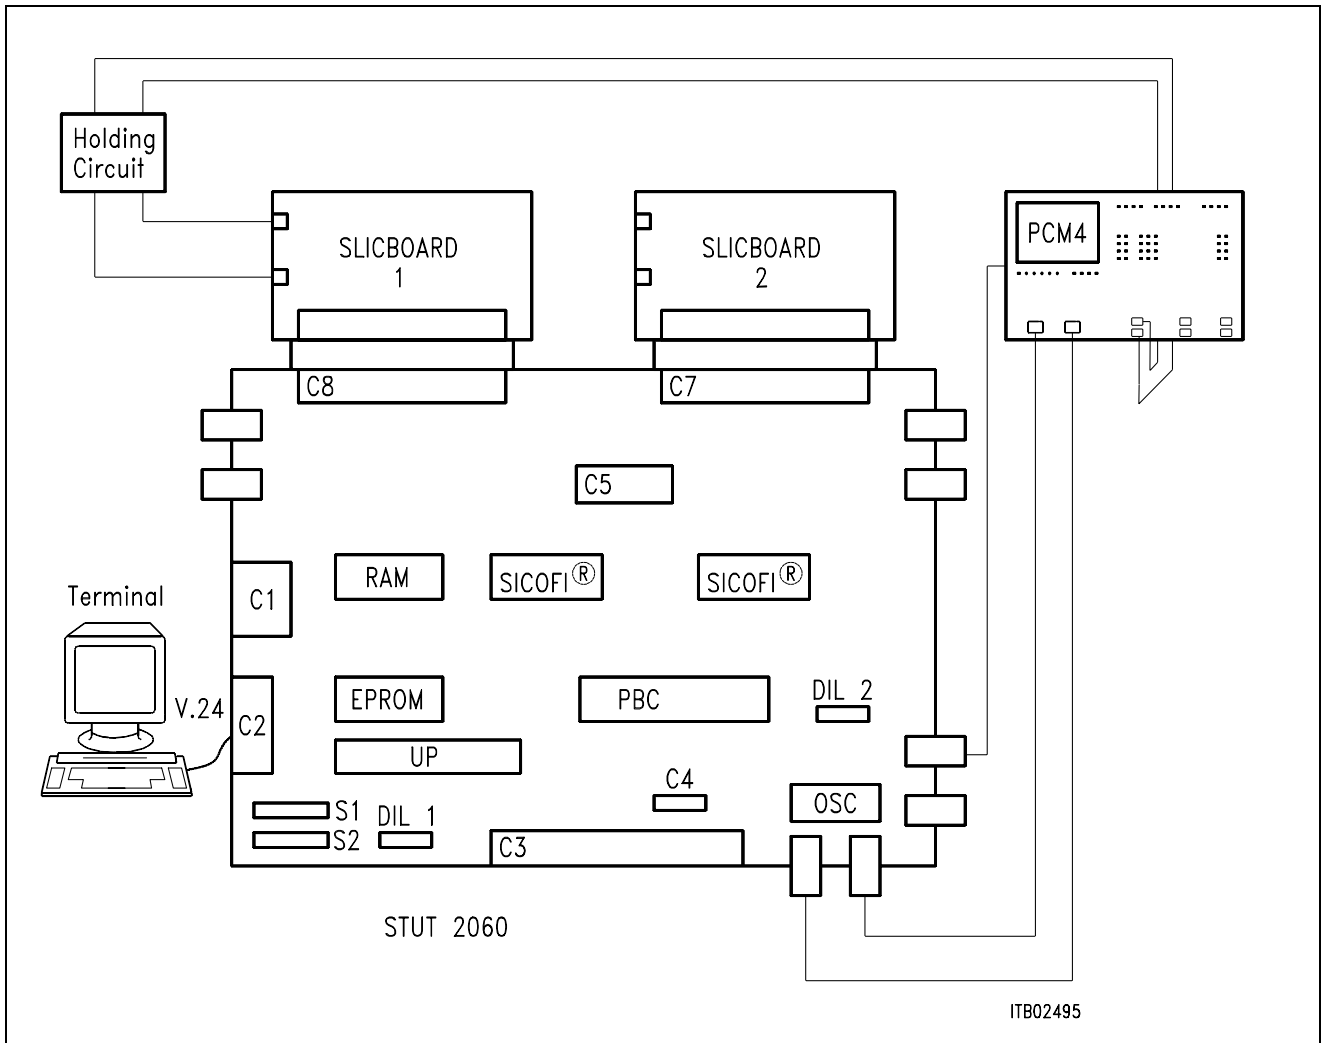 Holding
Circuit
SLICBOARD
1
SLICBOARD
2
PCM4
C8
C7
C5
RAM
SICOFI®
SICOFI®
Terminal
C1
V.24
C2
EPROM
PBC
DIL 2
UP
C4
OSC
S1
DIL 1
S2
C3
STUT 2060
ITB02495